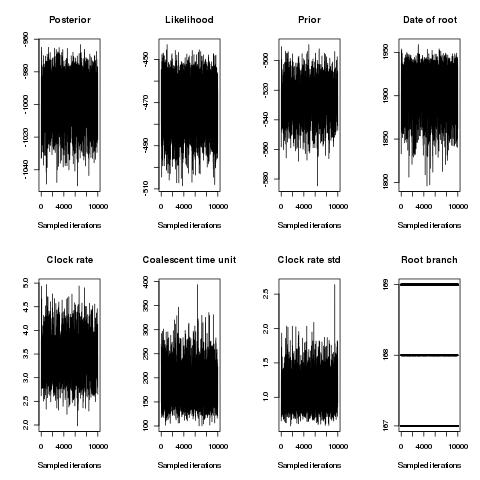 Posterior
-960
-980
-1000
-1020
-1040
0 4000 10000
Sampled iterations
Likelihood
-450
-470
-490
-510
0 4000 10000
Sampled iterations
Prior
-500
-520
-540
-560
-580
0 4000 10000
Sampled iterations
Date of root
1950
1900
1850
1800
0 4000 10000
Sampled iterations
Clock rate
5.0
4.5
4.0
3.5
3.0
2.5
2.0
0 4000 10000
Sampled iterations
Coalescent time unit
400
350
300
250
200
150
100
0 4000 10000
Sampled iterations
Clock rate std
2.5
2.0
1.5
1.0
0 4000 10000
Sampled iterations
Root branch
169
168
167
0 4000 10000
Sampled iterations